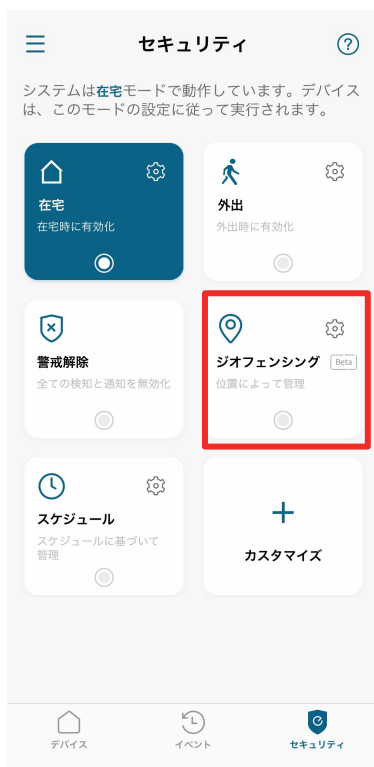 セキュリティ
システムは在宅モードで動作しています。デバイス
は、このモードの設定に従って実行されます。
在宅
在宅時に有効化
外出
外出時に有効化
警戒解除
全ての検知と通知を無効化
ジオフェンシング Beta
位置によって管理
スケジュール
スケジュールに基づいて
管理
カスタマイズ
デバイス
イベント
セキュリティ